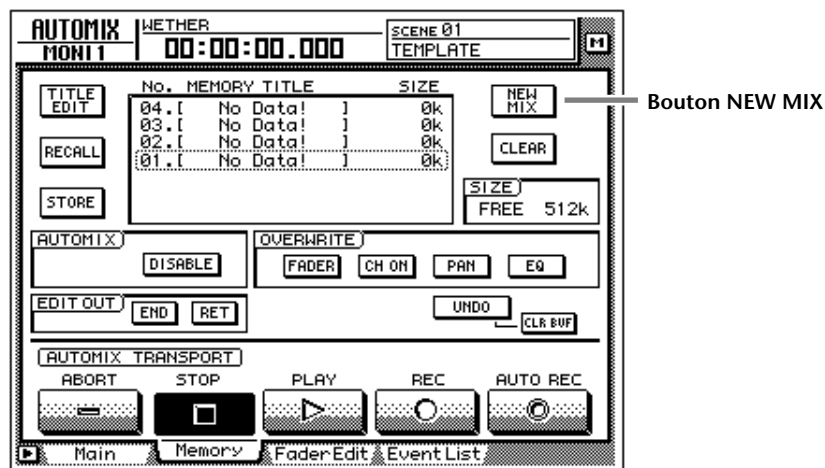 AUTOMIX WETHER SCENE 01
MONI 1 00:00:00.000 TEMPLATE M
TITLE EDIT No. MEMORY TITLE SIZE NEW MIX Bouton NEW MIX
04.[ No Data! ] 0k
03.[ No Data! ] 0k
RECALL 02.[ No Data! ] 0k CLEAR
01.[ No Data! ] 0k
STORE SIZE
FREE 512k
AUTOMIX OVERWRITE
DISABLE FADER CH ON PAN EQ
EDIT OUT END RET UNDO
CLR BUF
AUTOMIX TRANSPORT
ABORT STOP PLAY REC AUTO REC
Main Memory Fader Edit Event List